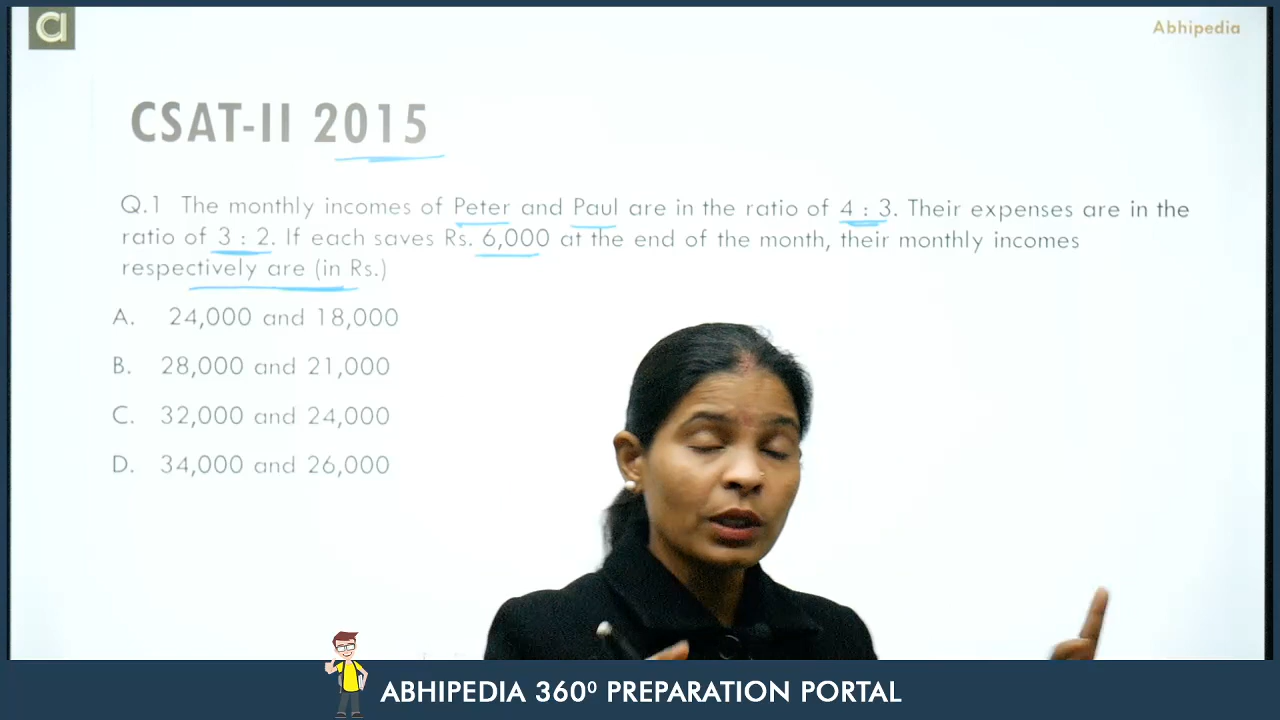 a
Abhipedia
CSAT-II 2015
Q.1 The monthly incomes of Peter and Paul are in the ratio of 4 : 3. Their expenses are in the
ratio of 3 : 2. If each saves Rs. 6,000 at the end of the month, their monthly incomes
respectively are (in Rs.)
A. 24,000 and 18,000
B. 28,000 and 21,000
C. 32,000 and 24,000
D. 34,000 and 26,000
ABHIPEDIA 360⁰ PREPARATION PORTAL